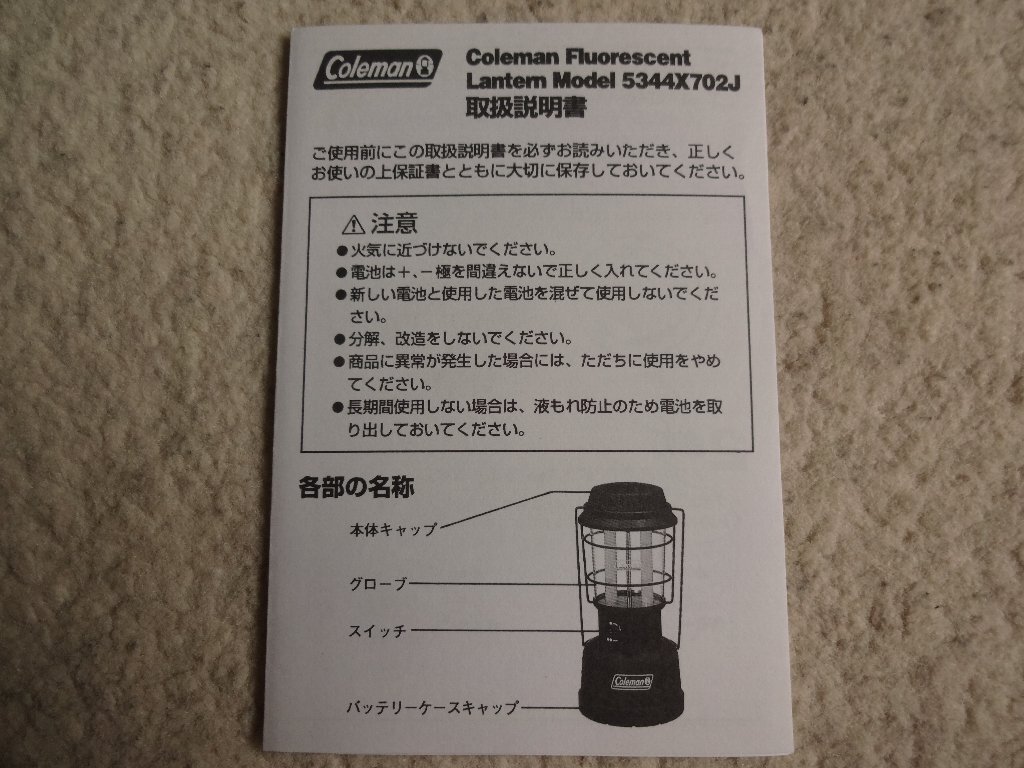 Coleman
Coleman Fluorescent
Lantern Model 5344X702J
取扱説明書
ご使用前にこの取扱説明書を必ずお読みいただき、正しく
お使いの上保証書とともに大切に保存しておいてください。
注意
●火気に近づけないでください。
●電池は＋、－極を間違えないで正しく入れてください。
●新しい電池と使用した電池を混ぜて使用しないでくだ
さい。
●分解、改造をしないでください。
●商品に異常が発生した場合には、ただちに使用をやめ
てください。
●長期間使用しない場合は、液もれ防止のため電池を取
り出しておいてください。
各部の名称
本体キャップ
グローブ
スイッチ
Coleman
バッテリーケースキャップ